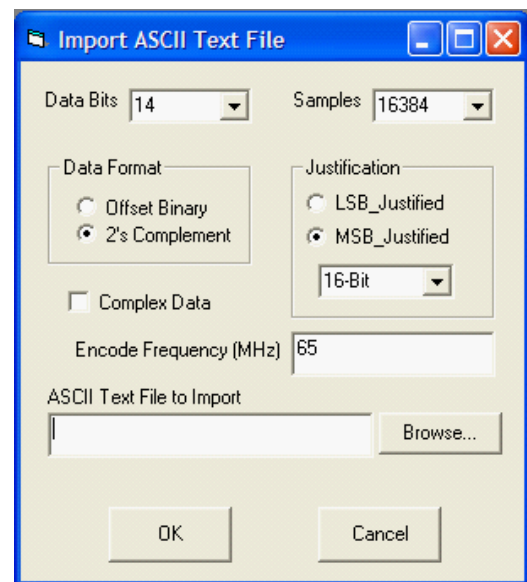 Import ASCII Text File
Data Bits 14
Samples 16384
Data Format
Offset Binary
2's Complement
Justification
LSB_Justified
MSB_Justified
16-Bit
Complex Data
Encode Frequency (MHz) 65
ASCII Text File to Import
Browse...
OK
Cancel